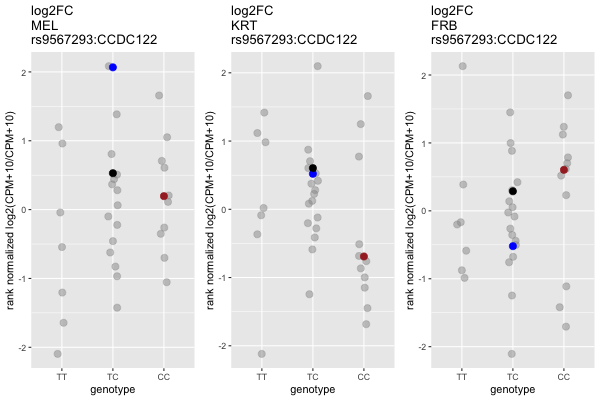 log2FC
MEL
rs9567293:CCDC122
rank normalized log2(CPM+10/CPM+10)
2
1
0
-1
-2
TT
TC
CC
genotype
log2FC
KRT
rs9567293:CCDC122
rank normalized log2(CPM+10/CPM+10)
2
1
0
-1
-2
TT
TC
CC
genotype
log2FC
FRB
rs9567293:CCDC122
rank normalized log2(CPM+10/CPM+10)
2
1
0
-1
-2
TT
TC
CC
genotype